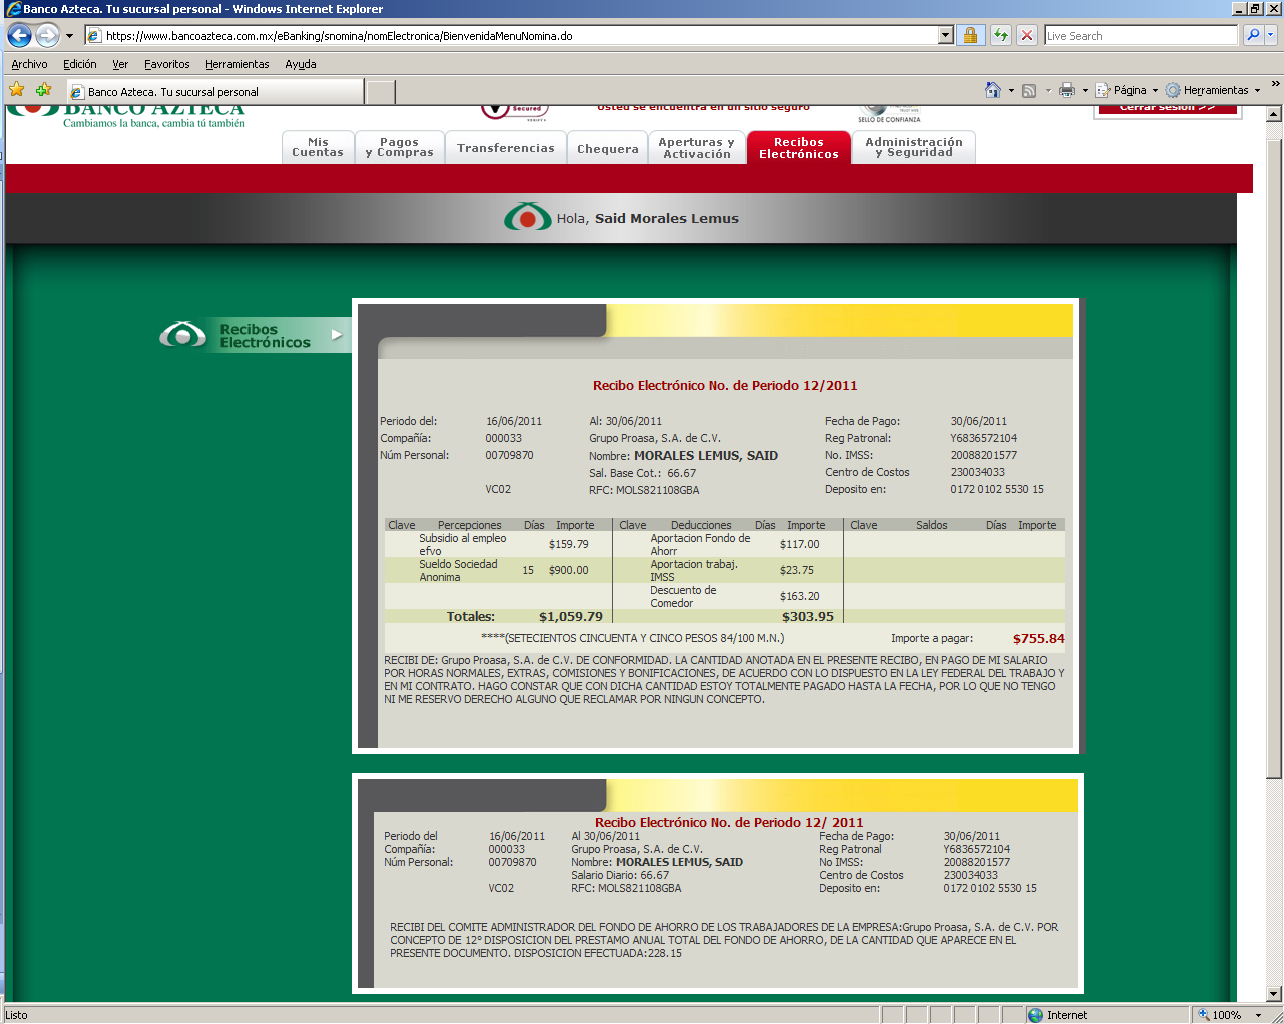 Banco Azteca. Tu sucursal personal - Windows Internet Explorer
https://www.bancoazteca.com.mx/eBanking/snomina/nomElectronica/BienvenidaMenuNomina.do
Live Search
Archivo Edición Ver Favoritos Herramientas Ayuda
Banco Azteca. Tu sucursal personal
Página Herramientas
BANCO AZTECA
Cambiamos la banca, cambia tú también
Secured
VERIFY
Usted se encuentra en un sitio seguro
SELLO DE CONFIANZA
Cerrar sesión >>
Mis Cuentas
Pagos y Compras
Transferencias
Chequera
Aperturas y Activación
Recibos Electrónicos
Administración y Seguridad
Hola, Said Morales Lemus
Recibos
Electrónicos
Recibo Electrónico No. de Periodo 12/2011
Periodo del: 16/06/2011 Al: 30/06/2011 Fecha de Pago: 30/06/2011
Compañía: 000033 Grupo Proasa, S.A. de C.V. Reg Patronal: Y6836572104
Núm Personal: 00709870 Nombre: MORALES LEMUS, SAID No. IMSS: 20088201577
Sal. Base Cot.: 66.67 Centro de Costos 230034033
VC02 RFC: MOLS821108GBA Deposito en: 0172 0102 5530 15
Clave Percepciones Días Importe Clave Deducciones Días Importe Clave Saldos Días Importe
Subsidio al empleo efvo $159.79 Aportacion Fondo de Ahorr $117.00
Sueldo Sociedad Anonima 15 $900.00 Aportacion trabaj. IMSS $23.75
Descuento de Comedor $163.20
Totales: $1,059.79 $303.95
****(SETECIENTOS CINCUENTA Y CINCO PESOS 84/100 M.N.) Importe a pagar: $755.84
RECIBI DE: Grupo Proasa, S.A. de C.V. DE CONFORMIDAD. LA CANTIDAD ANOTADA EN EL PRESENTE RECIBO, EN PAGO DE MI SALARIO
POR HORAS NORMALES, EXTRAS, COMISIONES Y BONIFICACIONES, DE ACUERDO CON LO DISPUESTO EN LA LEY FEDERAL DEL TRABAJO Y
EN MI CONTRATO. HAGO CONSTAR QUE CON DICHA CANTIDAD ESTOY TOTALMENTE PAGADO HASTA LA FECHA, POR LO QUE NO TENGO
NI ME RESERVO DERECHO ALGUNO QUE RECLAMAR POR NINGUN CONCEPTO.
Recibo Electrónico No. de Periodo 12/ 2011
Periodo del 16/06/2011 Al 30/06/2011 Fecha de Pago: 30/06/2011
Compañía: 000033 Grupo Proasa, S.A. de C.V. Reg Patronal Y6836572104
Núm Personal: 00709870 Nombre: MORALES LEMUS, SAID No IMSS: 20088201577
Salario Diario: 66.67 Centro de Costos 230034033
VC02 RFC: MOLS821108GBA Deposito en: 0172 0102 5530 15
RECIBI DEL COMITE ADMINISTRADOR DEL FONDO DE AHORRO DE LOS TRABAJADORES DE LA EMPRESA:Grupo Proasa, S.A. de C.V. POR
CONCEPTO DE 12° DISPOSICION DEL PRESTAMO ANUAL TOTAL DEL FONDO DE AHORRO, DE LA CANTIDAD QUE APARECE EN EL
PRESENTE DOCUMENTO. DISPOSICION EFECTUADA:228.15
Listo Internet 100%